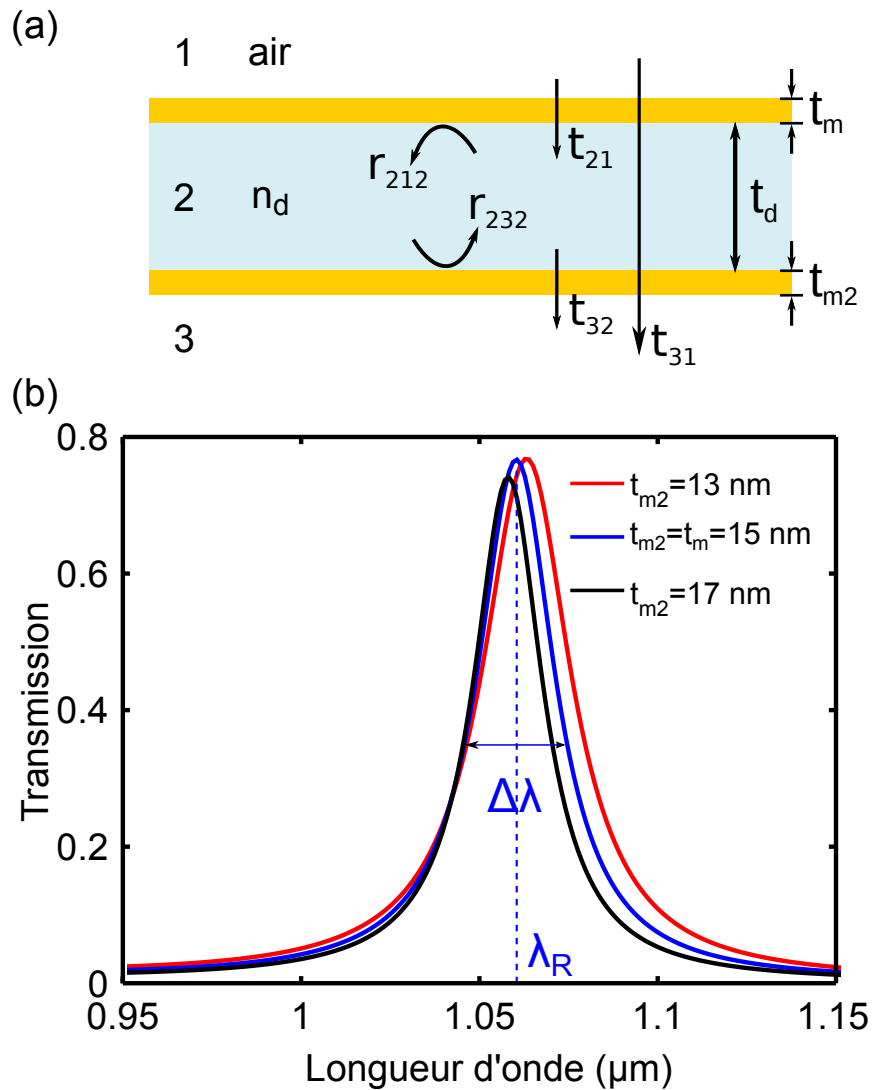 (a)
1 air
t_m
t_21
r_212
2 n_d
r_232
t_d
t_m2
t_32
3
t_31
(b)
0.8
t_m2=13 nm
t_m2=t_m=15 nm
t_m2=17 nm
0.6
Transmission
0.4
Δλ
0.2
λ_R
0
0.95 1 1.05 1.1 1.15
Longueur d'onde (µm)